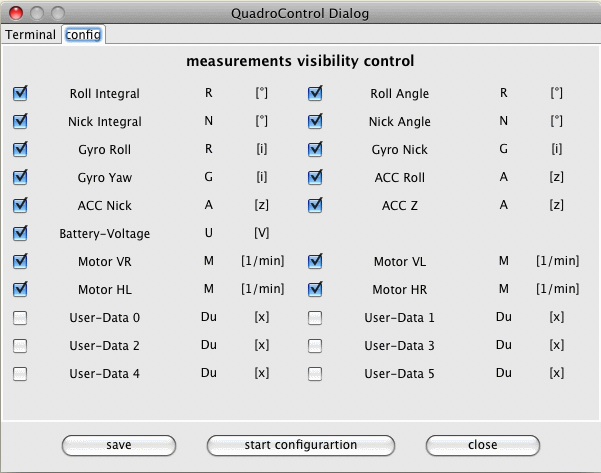 QuadroControl Dialog
Terminal config
measurements visibility control
Roll Integral R [°] Roll Angle R [°]
Nick Integral N [°] Nick Angle N [°]
Gyro Roll R [i] Gyro Nick G [i]
Gyro Yaw G [i] ACC Roll A [z]
ACC Nick A [z] ACC Z A [z]
Battery-Voltage U [V]
Motor VR M [1/min] Motor VL M [1/min]
Motor HL M [1/min] Motor HR M [1/min]
User-Data 0 Du [x] User-Data 1 Du [x]
User-Data 2 Du [x] User-Data 3 Du [x]
User-Data 4 Du [x] User-Data 5 Du [x]
save start configurartion close